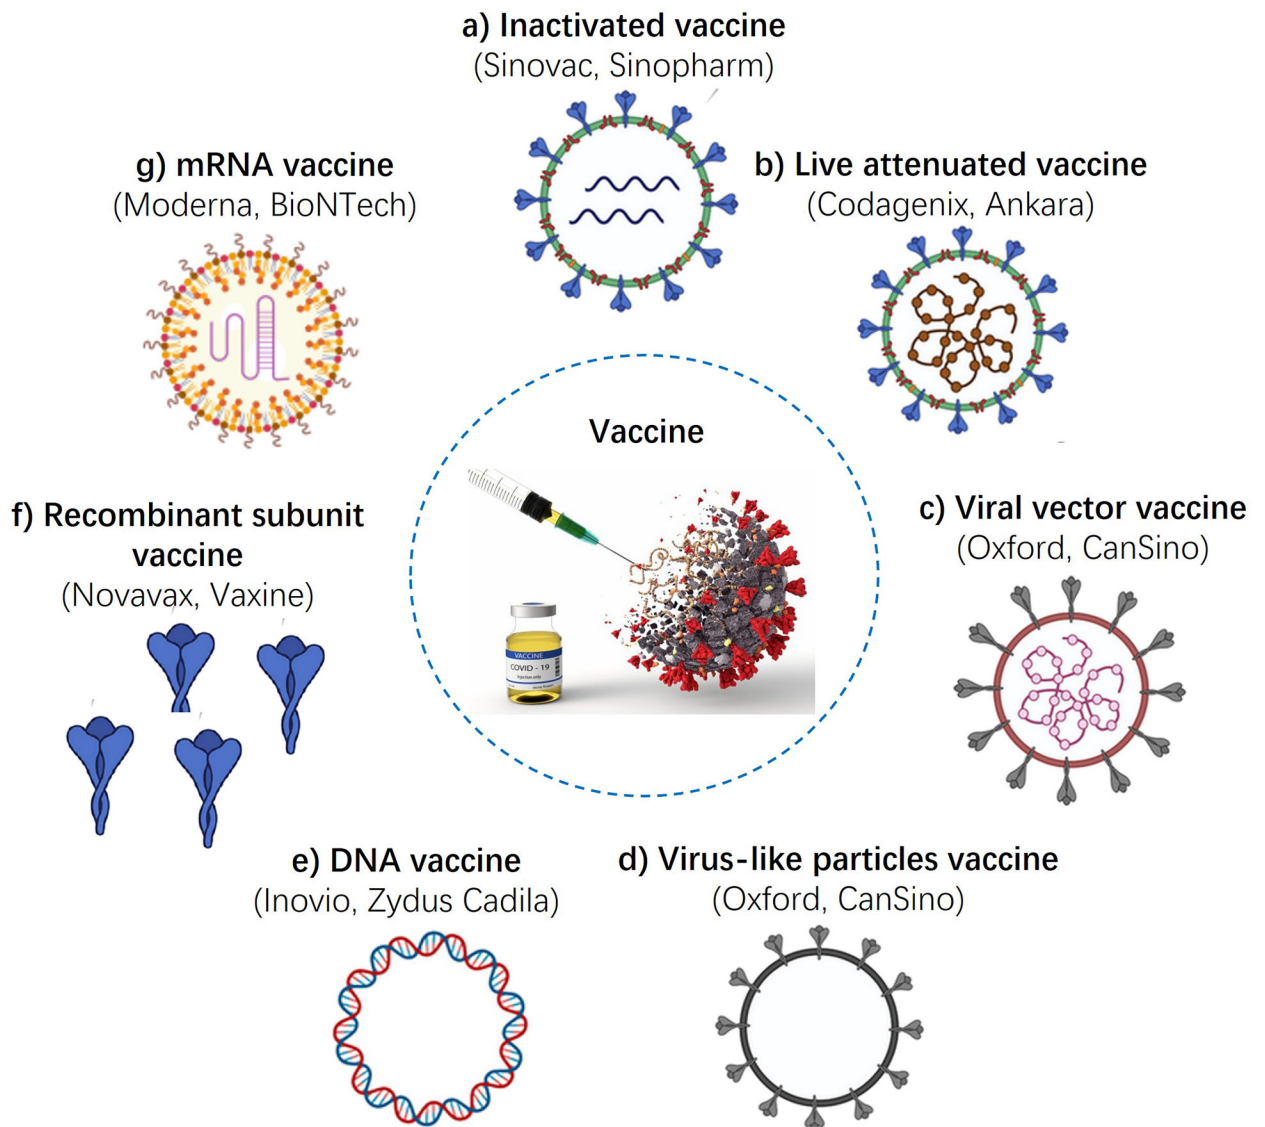 a) Inactivated vaccine
(Sinovac, Sinopharm)
g) mRNA vaccine
(Moderna, BioNTech)
b) Live attenuated vaccine
(Codagenix, Ankara)
Vaccine
f) Recombinant subunit
vaccine
(Novavax, Vaxine)
c) Viral vector vaccine
(Oxford, CanSino)
VACCINE
COVID - 19
Injection only
e) DNA vaccine
(Inovio, Zydus Cadila)
d) Virus-like particles vaccine
(Oxford, CanSino)